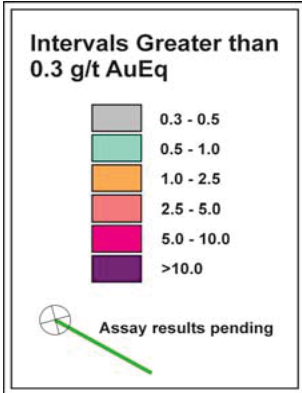 Intervals Greater than
0.3 g/t AuEq
0.3 - 0.5
0.5 - 1.0
1.0 - 2.5
2.5 - 5.0
5.0 - 10.0
>10.0
Assay results pending